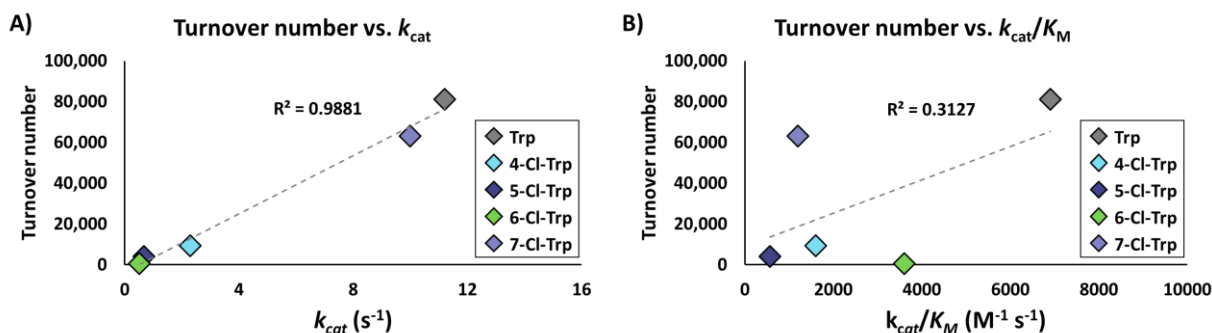 A)
Turnover number vs. kcat
100,000
80,000
60,000
40,000
20,000
0
Turnover number
R² = 0.9881
Trp
4-Cl-Trp
5-Cl-Trp
6-Cl-Trp
7-Cl-Trp
0 4 8 12 16
kcat (s⁻¹)
B)
Turnover number vs. kcat/KM
100,000
80,000
60,000
40,000
20,000
0
Turnover number
R² = 0.3127
Trp
4-Cl-Trp
5-Cl-Trp
6-Cl-Trp
7-Cl-Trp
0 2000 4000 6000 8000 10000
kcat/KM (M⁻¹ s⁻¹)